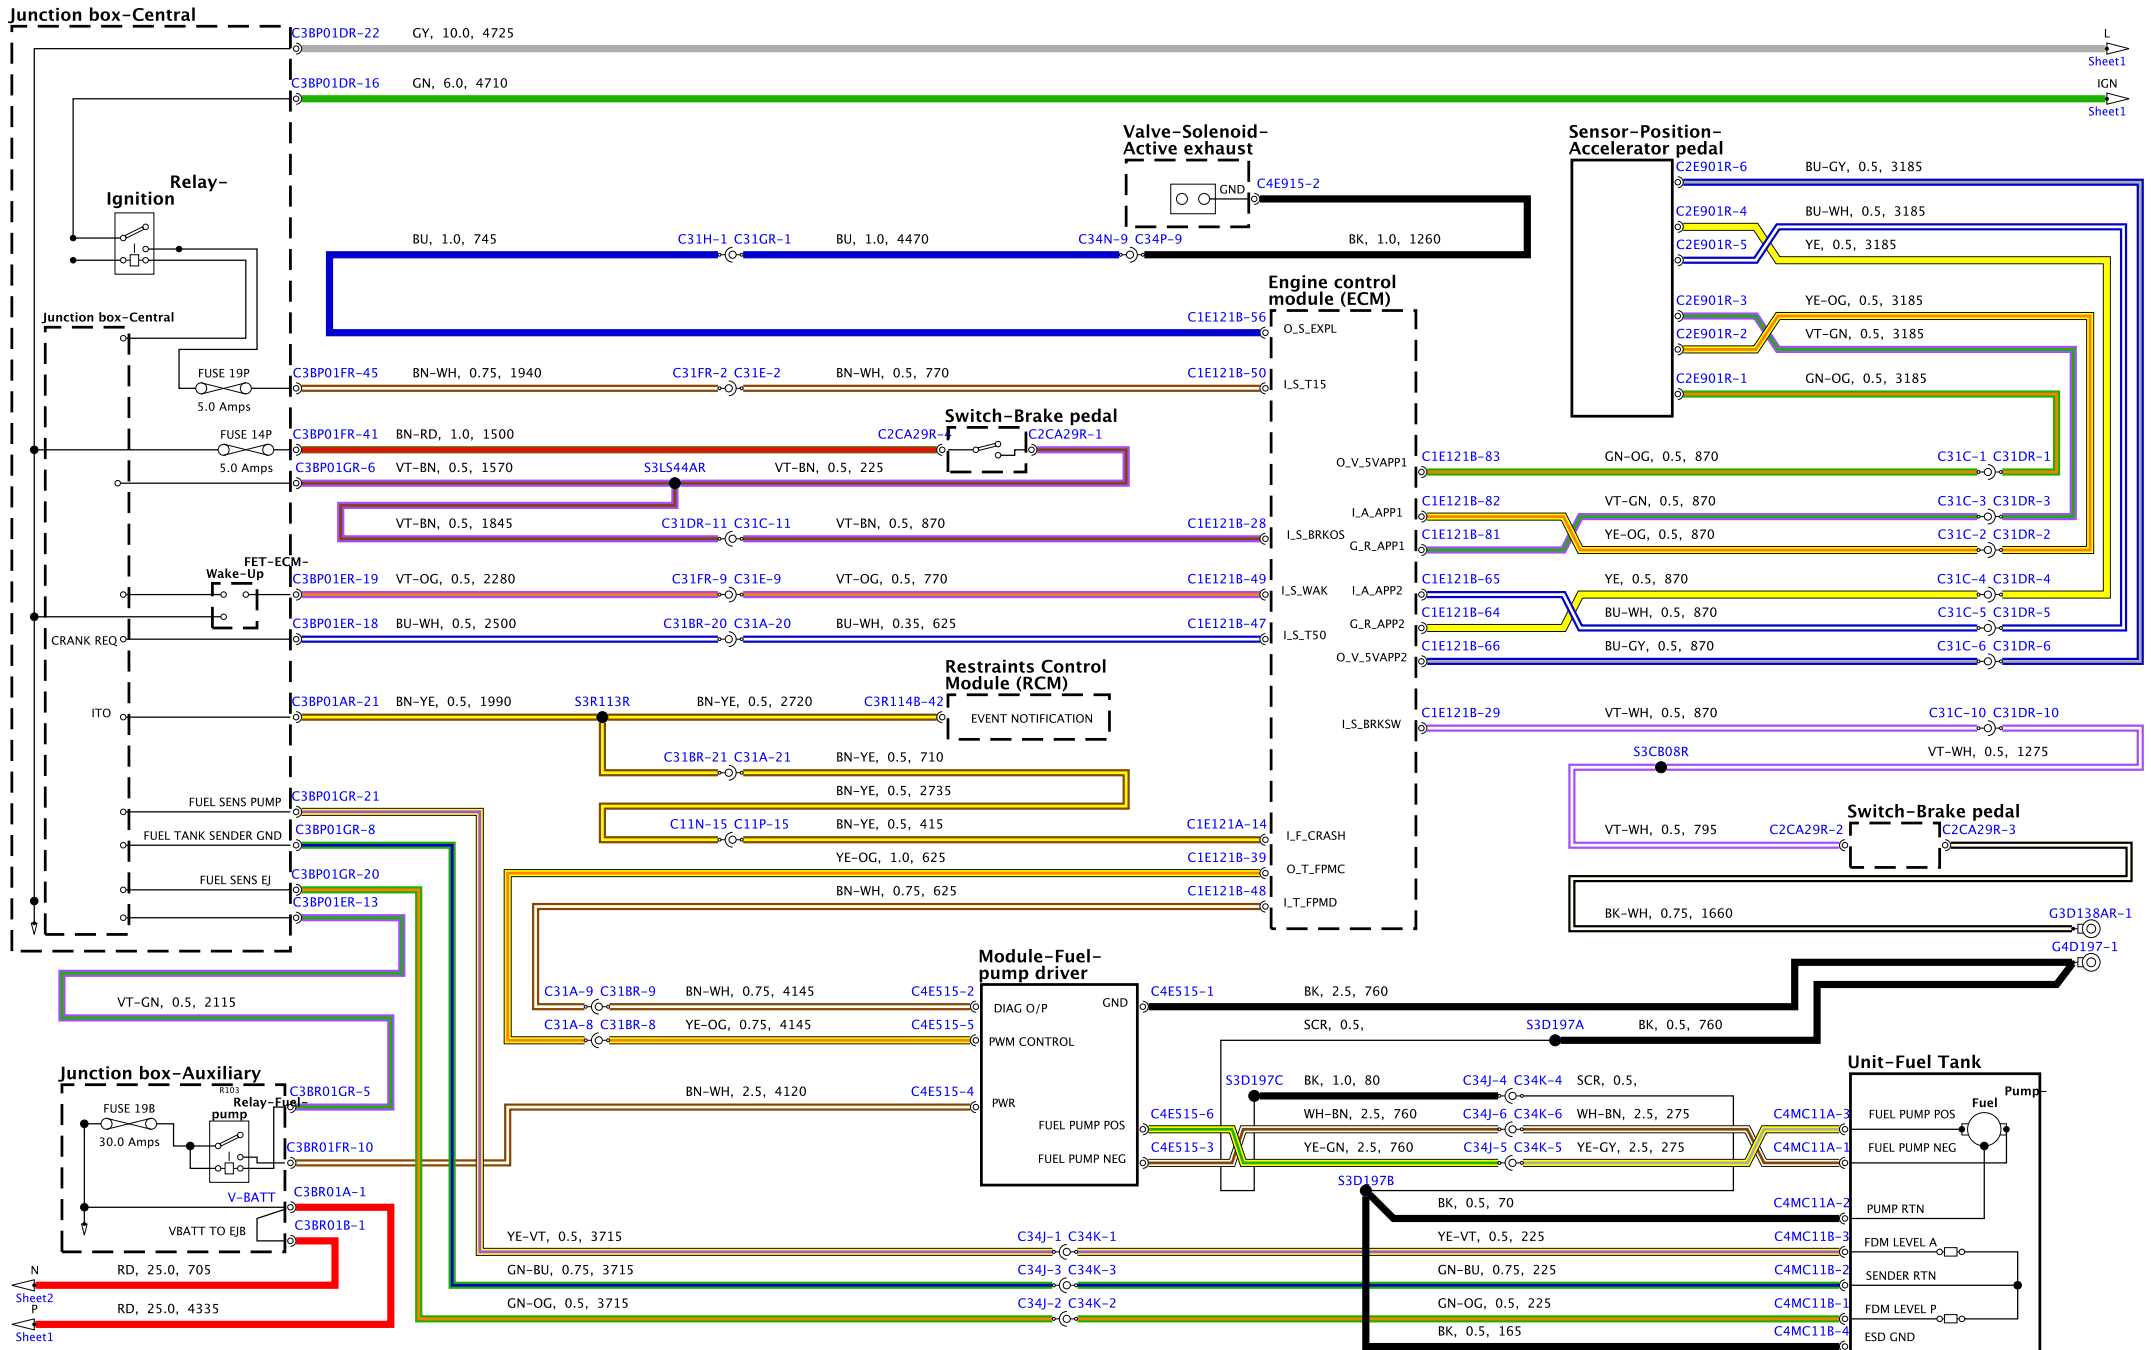 Junction box-Central
C3BP01DR-22 GY, 10.0, 4725
L
Sheet1
C3BP01DR-16 GN, 6.0, 4710
IGN
Sheet1
Relay-
Ignition
Junction box-Central
FUSE 19P
5.0 Amps
FUSE 14P
5.0 Amps
FET-ECM-
Wake-Up
CRANK REQ
ITO
FUEL SENS PUMP
FUEL TANK SENDER GND
FUEL SENS EJ
Valve-Solenoid-
Active exhaust
GND
C4E915-2
BU, 1.0, 745 C31H-1 C31GR-1 BU, 1.0, 4470 C34N-9 C34P-9 BK, 1.0, 1260
Engine control
module (ECM)
C1E121B-56 O_S_EXPL
C3BP01FR-45 BN-WH, 0.75, 1940 C31FR-2 C31E-2 BN-WH, 0.5, 770 C1E121B-50 I_S_T15
Switch-Brake pedal
C3BP01FR-41 BN-RD, 1.0, 1500 C2CA29R-4 C2CA29R-1
C3BP01GR-6 VT-BN, 0.5, 1570 S3LS44AR VT-BN, 0.5, 225
VT-BN, 0.5, 1845 C31DR-11 C31C-11 VT-BN, 0.5, 870 C1E121B-28 I_S_BRKOS
C3BP01ER-19 VT-OG, 0.5, 2280 C31FR-9 C31E-9 VT-OG, 0.5, 770 C1E121B-49 I_S_WAK
C3BP01ER-18 BU-WH, 0.5, 2500 C31BR-20 C31A-20 BU-WH, 0.35, 625 C1E121B-47 I_S_T50
Restraints Control
Module (RCM)
C3BP01AR-21 BN-YE, 0.5, 1990 S3R113R BN-YE, 0.5, 2720 C3R114B-42 EVENT NOTIFICATION
C31BR-21 C31A-21 BN-YE, 0.5, 710
BN-YE, 0.5, 2735
C3BP01GR-21
C3BP01GR-8
C11N-15 C11P-15 BN-YE, 0.5, 415 C1E121A-14 I_F_CRASH
YE-OG, 1.0, 625 C1E121B-39 O_T_FPMC
C3BP01GR-20
BN-WH, 0.75, 625 C1E121B-48 I_T_FPMD
C3BP01ER-13
Sensor-Position-
Accelerator pedal
C2E901R-6 BU-GY, 0.5, 3185
C2E901R-4 BU-WH, 0.5, 3185
C2E901R-5 YE, 0.5, 3185
C2E901R-3 YE-OG, 0.5, 3185
C2E901R-2 VT-GN, 0.5, 3185
C2E901R-1 GN-OG, 0.5, 3185
O_V_5VAPP1 C1E121B-83 GN-OG, 0.5, 870 C31C-1 C31DR-1
I_A_APP1 C1E121B-82 VT-GN, 0.5, 870 C31C-3 C31DR-3
G_R_APP1 C1E121B-81 YE-OG, 0.5, 870 C31C-2 C31DR-2
I_A_APP2 C1E121B-65 YE, 0.5, 870 C31C-4 C31DR-4
G_R_APP2 C1E121B-64 BU-WH, 0.5, 870 C31C-5 C31DR-5
O_V_5VAPP2 C1E121B-66 BU-GY, 0.5, 870 C31C-6 C31DR-6
I_S_BRKSW C1E121B-29 VT-WH, 0.5, 870 C31C-10 C31DR-10
S3CB08R VT-WH, 0.5, 1275
Switch-Brake pedal
VT-WH, 0.5, 795 C2CA29R-2 C2CA29R-3
BK-WH, 0.75, 1660 G3D138AR-1
G4D197-1
VT-GN, 0.5, 2115
Module-Fuel-
pump driver
C31A-9 C31BR-9 BN-WH, 0.75, 4145 C4E515-2 DIAG O/P
C31A-8 C31BR-8 YE-OG, 0.75, 4145 C4E515-5 PWM CONTROL
BN-WH, 2.5, 4120 C4E515-4 PWR
GND C4E515-1 BK, 2.5, 760
SCR, 0.5, S3D197A BK, 0.5, 760
S3D197C BK, 1.0, 80 C34J-4 C34K-4 SCR, 0.5,
FUEL PUMP POS C4E515-6 WH-BN, 2.5, 760 C34J-6 C34K-6 WH-BN, 2.5, 275 C4MC11A-3 FUEL PUMP POS
FUEL PUMP NEG C4E515-3 YE-GN, 2.5, 760 C34J-5 C34K-5 YE-GY, 2.5, 275 C4MC11A-1 FUEL PUMP NEG
Unit-Fuel Tank
Pump-
Fuel
S3D197B BK, 0.5, 70 C4MC11A-2 PUMP RTN
Junction box-Auxiliary
R103
Relay-Fuel-
pump
FUSE 19B
30.0 Amps
C3BR01GR-5
C3BR01FR-10
V-BATT C3BR01A-1
VBATT TO EJB C3BR01B-1
N
Sheet2
RD, 25.0, 705
P
Sheet1
RD, 25.0, 4335
YE-VT, 0.5, 3715 C34J-1 C34K-1 YE-VT, 0.5, 225 C4MC11B-3 FDM LEVEL A
GN-BU, 0.75, 3715 C34J-3 C34K-3 GN-BU, 0.75, 225 C4MC11B-2 SENDER RTN
GN-OG, 0.5, 3715 C34J-2 C34K-2 GN-OG, 0.5, 225 C4MC11B-1 FDM LEVEL P
BK, 0.5, 165 C4MC11B-4 ESD GND